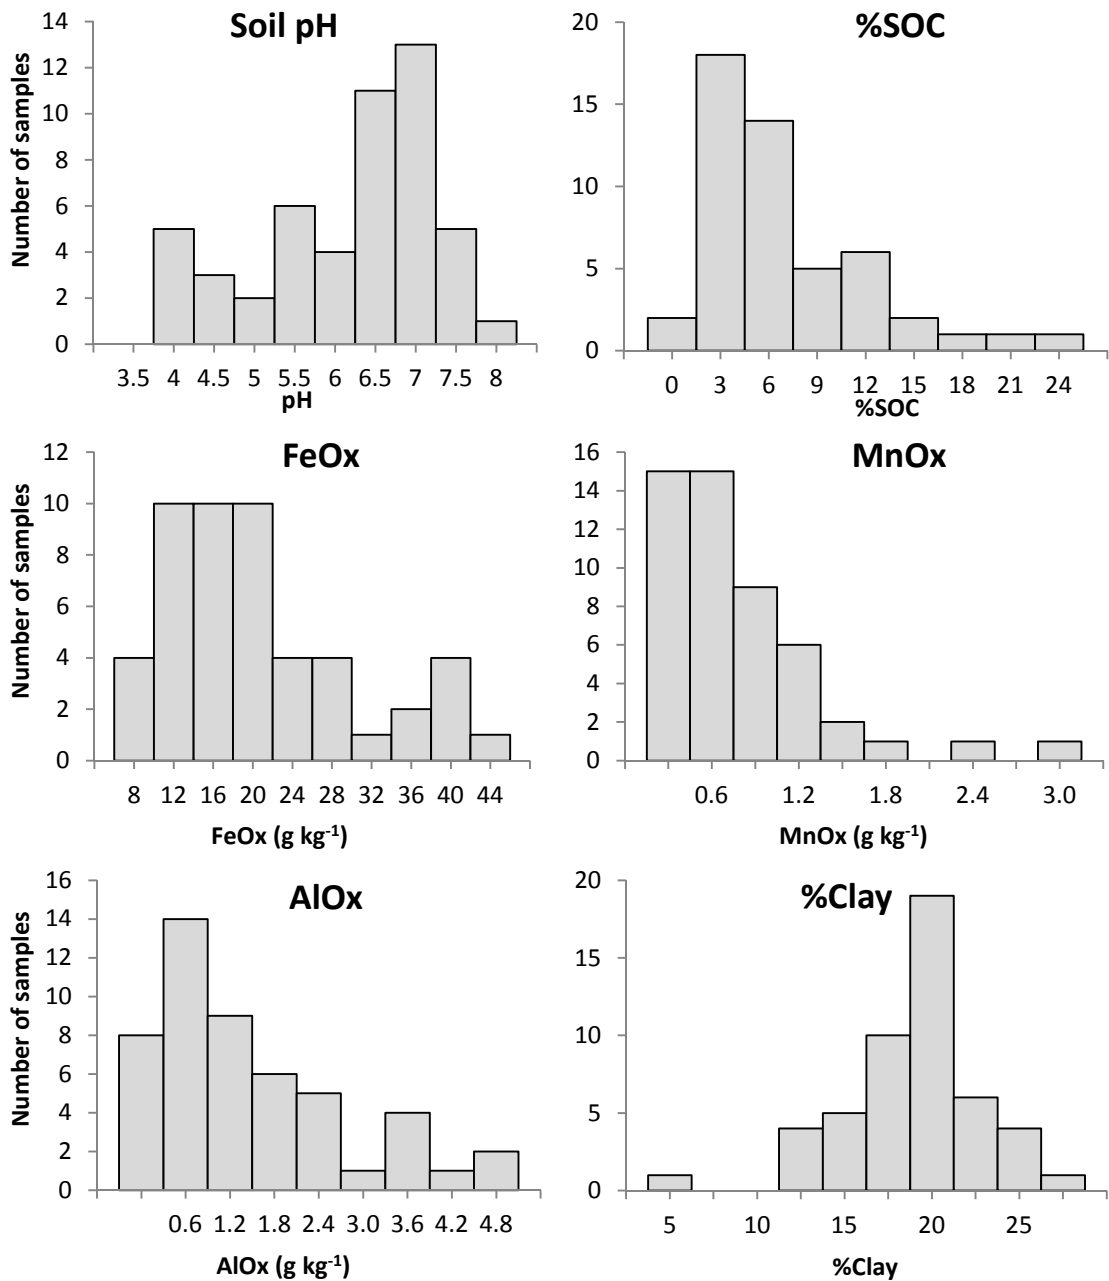 Soil pH
Number of samples
14
12
10
8
6
4
2
0
3.5 4 4.5 5 5.5 6 6.5 7 7.5 8
pH
%SOC
20
15
10
5
0
0 3 6 9 12 15 18 21 24
%SOC
FeOx
Number of samples
12
10
8
6
4
2
0
8 12 16 20 24 28 32 36 40 44
FeOx (g kg⁻¹)
MnOx
16
14
12
10
8
6
4
2
0
0.6 1.2 1.8 2.4 3.0
MnOx (g kg⁻¹)
AlOx
Number of samples
16
14
12
10
8
6
4
2
0
0.6 1.2 1.8 2.4 3.0 3.6 4.2 4.8
AlOx (g kg⁻¹)
%Clay
20
15
10
5
0
5 10 15 20 25
%Clay